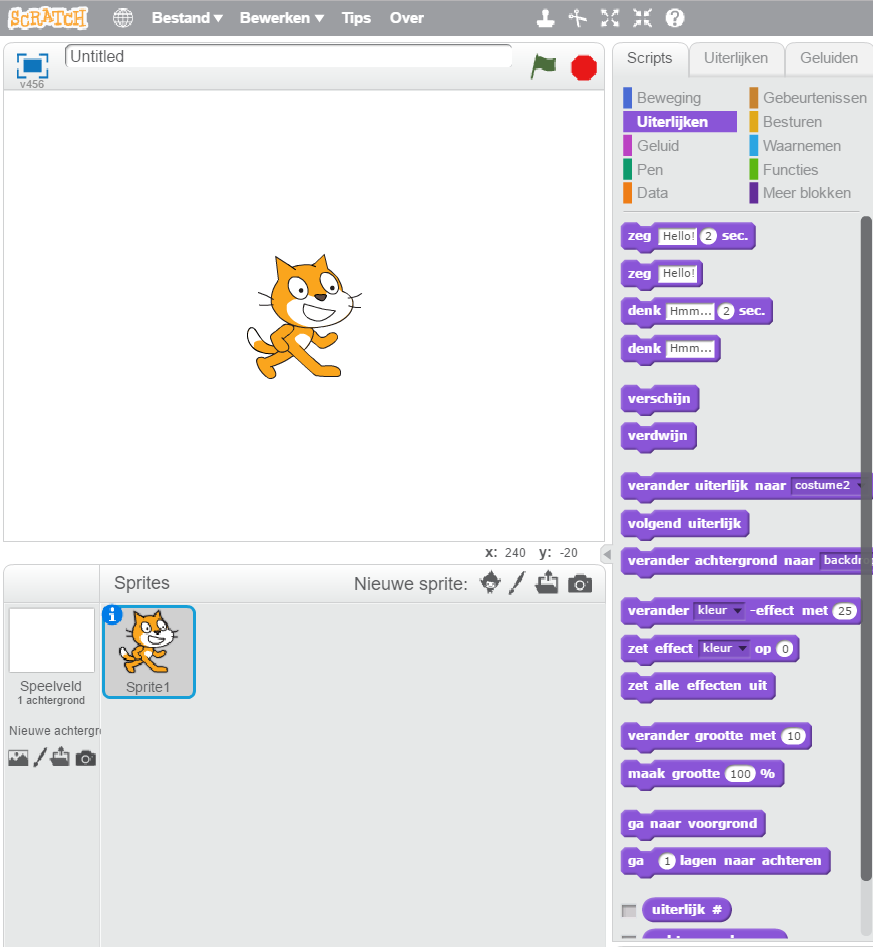 SCRATCH Bestand Bewerken Tips Over
v456
Untitled
Scripts Uiterlijken Geluiden
Beweging Gebeurtenissen
Uiterlijken Besturen
Geluid Waarnemen
Pen Functies
Data Meer blokken
zeg Hello! 2 sec.
zeg Hello!
denk Hmm... 2 sec.
denk Hmm...
verschijn
verdwijn
verander uiterlijk naar costume2
volgend uiterlijk
verander achtergrond naar
verander kleur -effect met 25
zet effect kleur op 0
zet alle effecten uit
verander grootte met 10
maak grootte 100 %
ga naar voorgrond
ga 1 lagen naar achteren
uiterlijk #
x: 240 y: -20
Sprites Nieuwe sprite:
Speelveld
1 achtergrond
Nieuwe achtergr
Sprite1